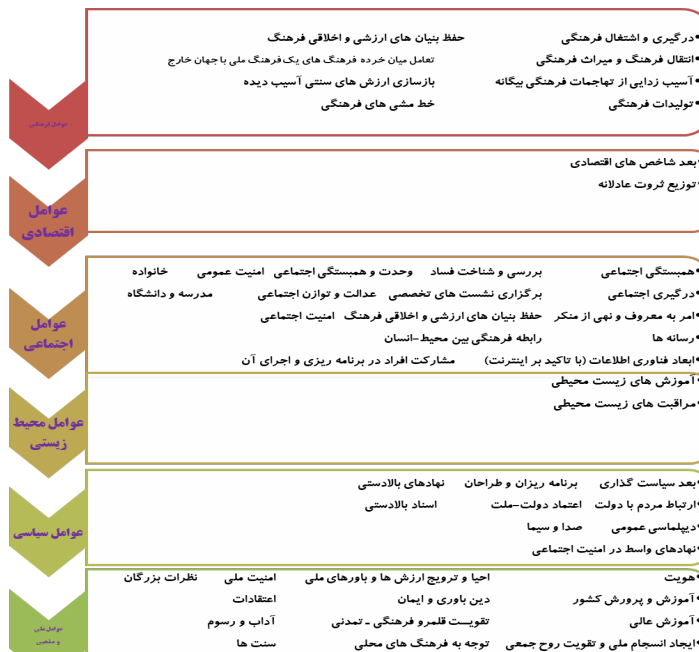 درگیری و اشتغال فرهنگی حفظ بنیان های ارزشی و اخلاقی فرهنگ
انتقال فرهنگ و میراث فرهنگی تعامل میان خرده فرهنگ های یک فرهنگ ملی با جهان خارج
آسیب زدایی از تهاجمات فرهنگی بیگانه بازسازی ارزش های سنتی آسیب دیده
تولیدات فرهنگی خط مشی های فرهنگی
عوامل فرهنگی
بعد شاخص های اقتصادی
توزیع ثروت عادلانه
عوامل
اقتصادی
همبستگی اجتماعی بررسی و شناخت فساد وحدت و همبستگی اجتماعی امنیت عمومی خانواده
درگیری اجتماعی برگزاری نشست های تخصصی عدالت و توازن اجتماعی مدرسه و دانشگاه
امر به معروف و نهی از منکر حفظ بنیان های ارزشی و اخلاقی فرهنگ امنیت اجتماعی
رسانه ها رابطه فرهنگی بین محیط-انسان
ابعاد فناوری اطلاعات (با تاکید بر اینترنت) مشارکت افراد در برنامه ریزی و اجرای آن
عوامل
اجتماعی
آموزش های زیست محیطی
مراقبت های زیست محیطی
عوامل محیط
زیستی
بعد سیاست گذاری برنامه ریزان و طراحان نهادهای بالادستی
ارتباط مردم با دولت اعتماد دولت-ملت اسناد بالادستی
دیپلماسی عمومی صدا و سیما
نهادهای واسط در امنیت اجتماعی
عوامل سیاسی
هویت احیا و ترویج ارزش ها و باورهای ملی امنیت ملی نظرات بزرگان
آموزش و پرورش کشور دین باوری و ایمان اعتقادات
آموزش عالی تقویت قلمرو فرهنگی ـ تمدنی آداب و رسوم
ایجاد انسجام ملی و تقویت روح جمعی توجه به فرهنگ های محلی سنت ها
عوامل ملی
و مذهبی